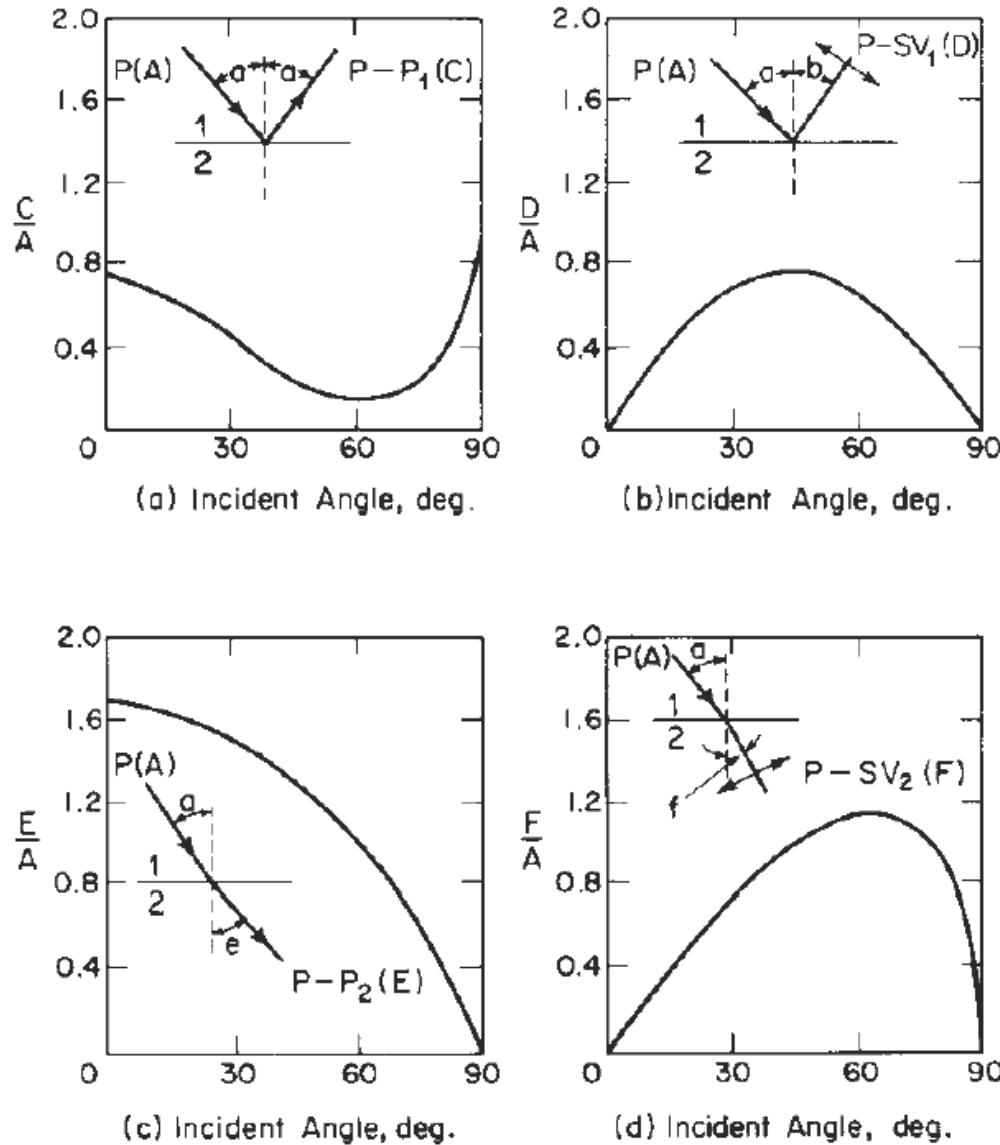 2.0
1.6
1.2
0.8
0.4
0
30
60
90
C/A
P(A)
a
a
P-P₁(C)
1
2
(a) Incident Angle, deg.
2.0
1.6
1.2
0.8
0.4
0
30
60
90
D/A
P(A)
a
b
P-SV₁(D)
1
2
(b)Incident Angle, deg.
2.0
1.6
1.2
0.8
0.4
0
30
60
90
E/A
P(A)
a
1
2
e
P-P₂(E)
(c) Incident Angle, deg.
2.0
1.6
1.2
0.8
0.4
0
30
60
90
F/A
P(A)
a
1
2
f
P-SV₂(F)
(d) Incident Angle, deg.